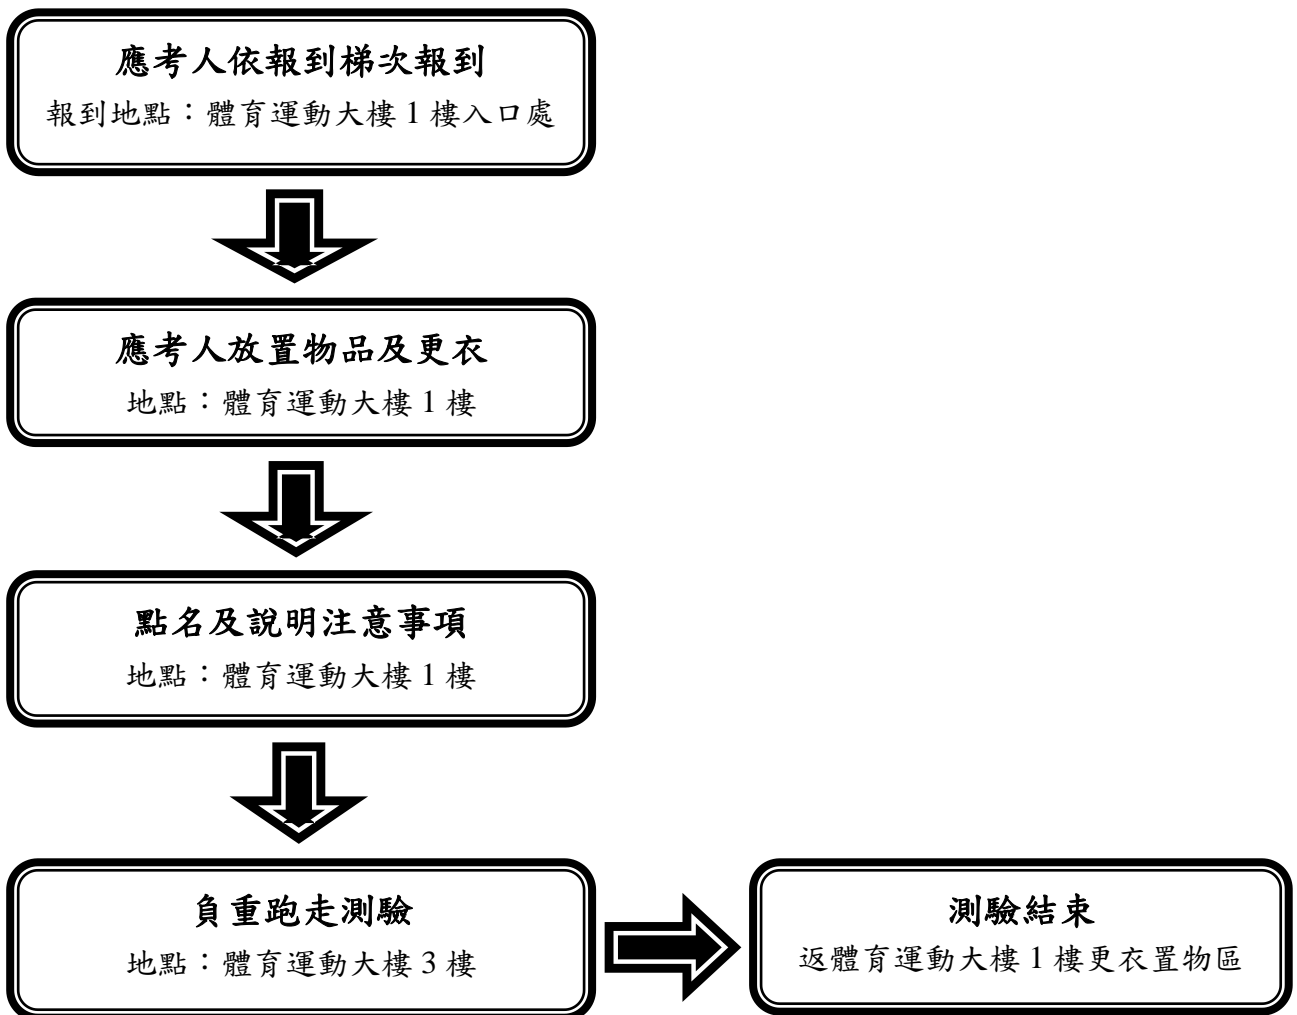 應考人依報到梯次報到
報到地點：體育運動大樓 1 樓入口處
應考人放置物品及更衣
地點：體育運動大樓 1 樓
點名及說明注意事項
地點：體育運動大樓 1 樓
負重跑走測驗
地點：體育運動大樓 3 樓
測驗結束
返體育運動大樓 1 樓更衣置物區